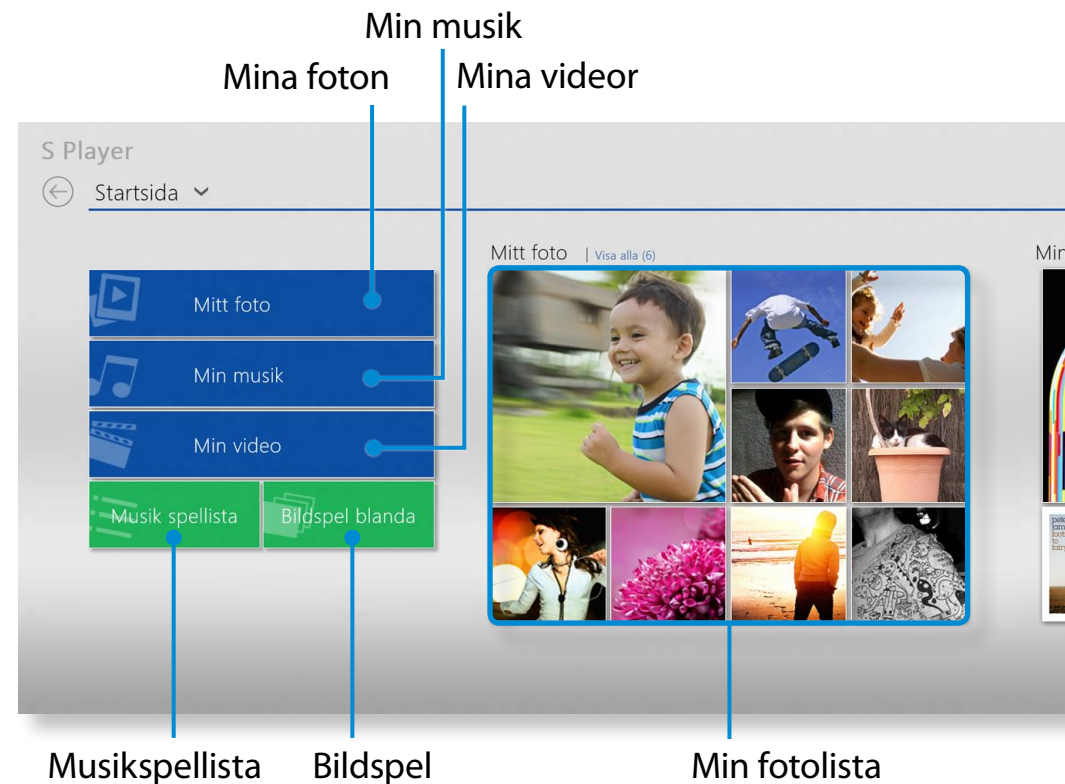 Min musik
Mina foton
Mina videor
S Player
Startsida
Mitt foto | Visa alla (6)
Min
Mitt foto
Min musik
Min video
Musik spellista
Bildspel blanda
Musikspellista
Bildspel
Min fotolista